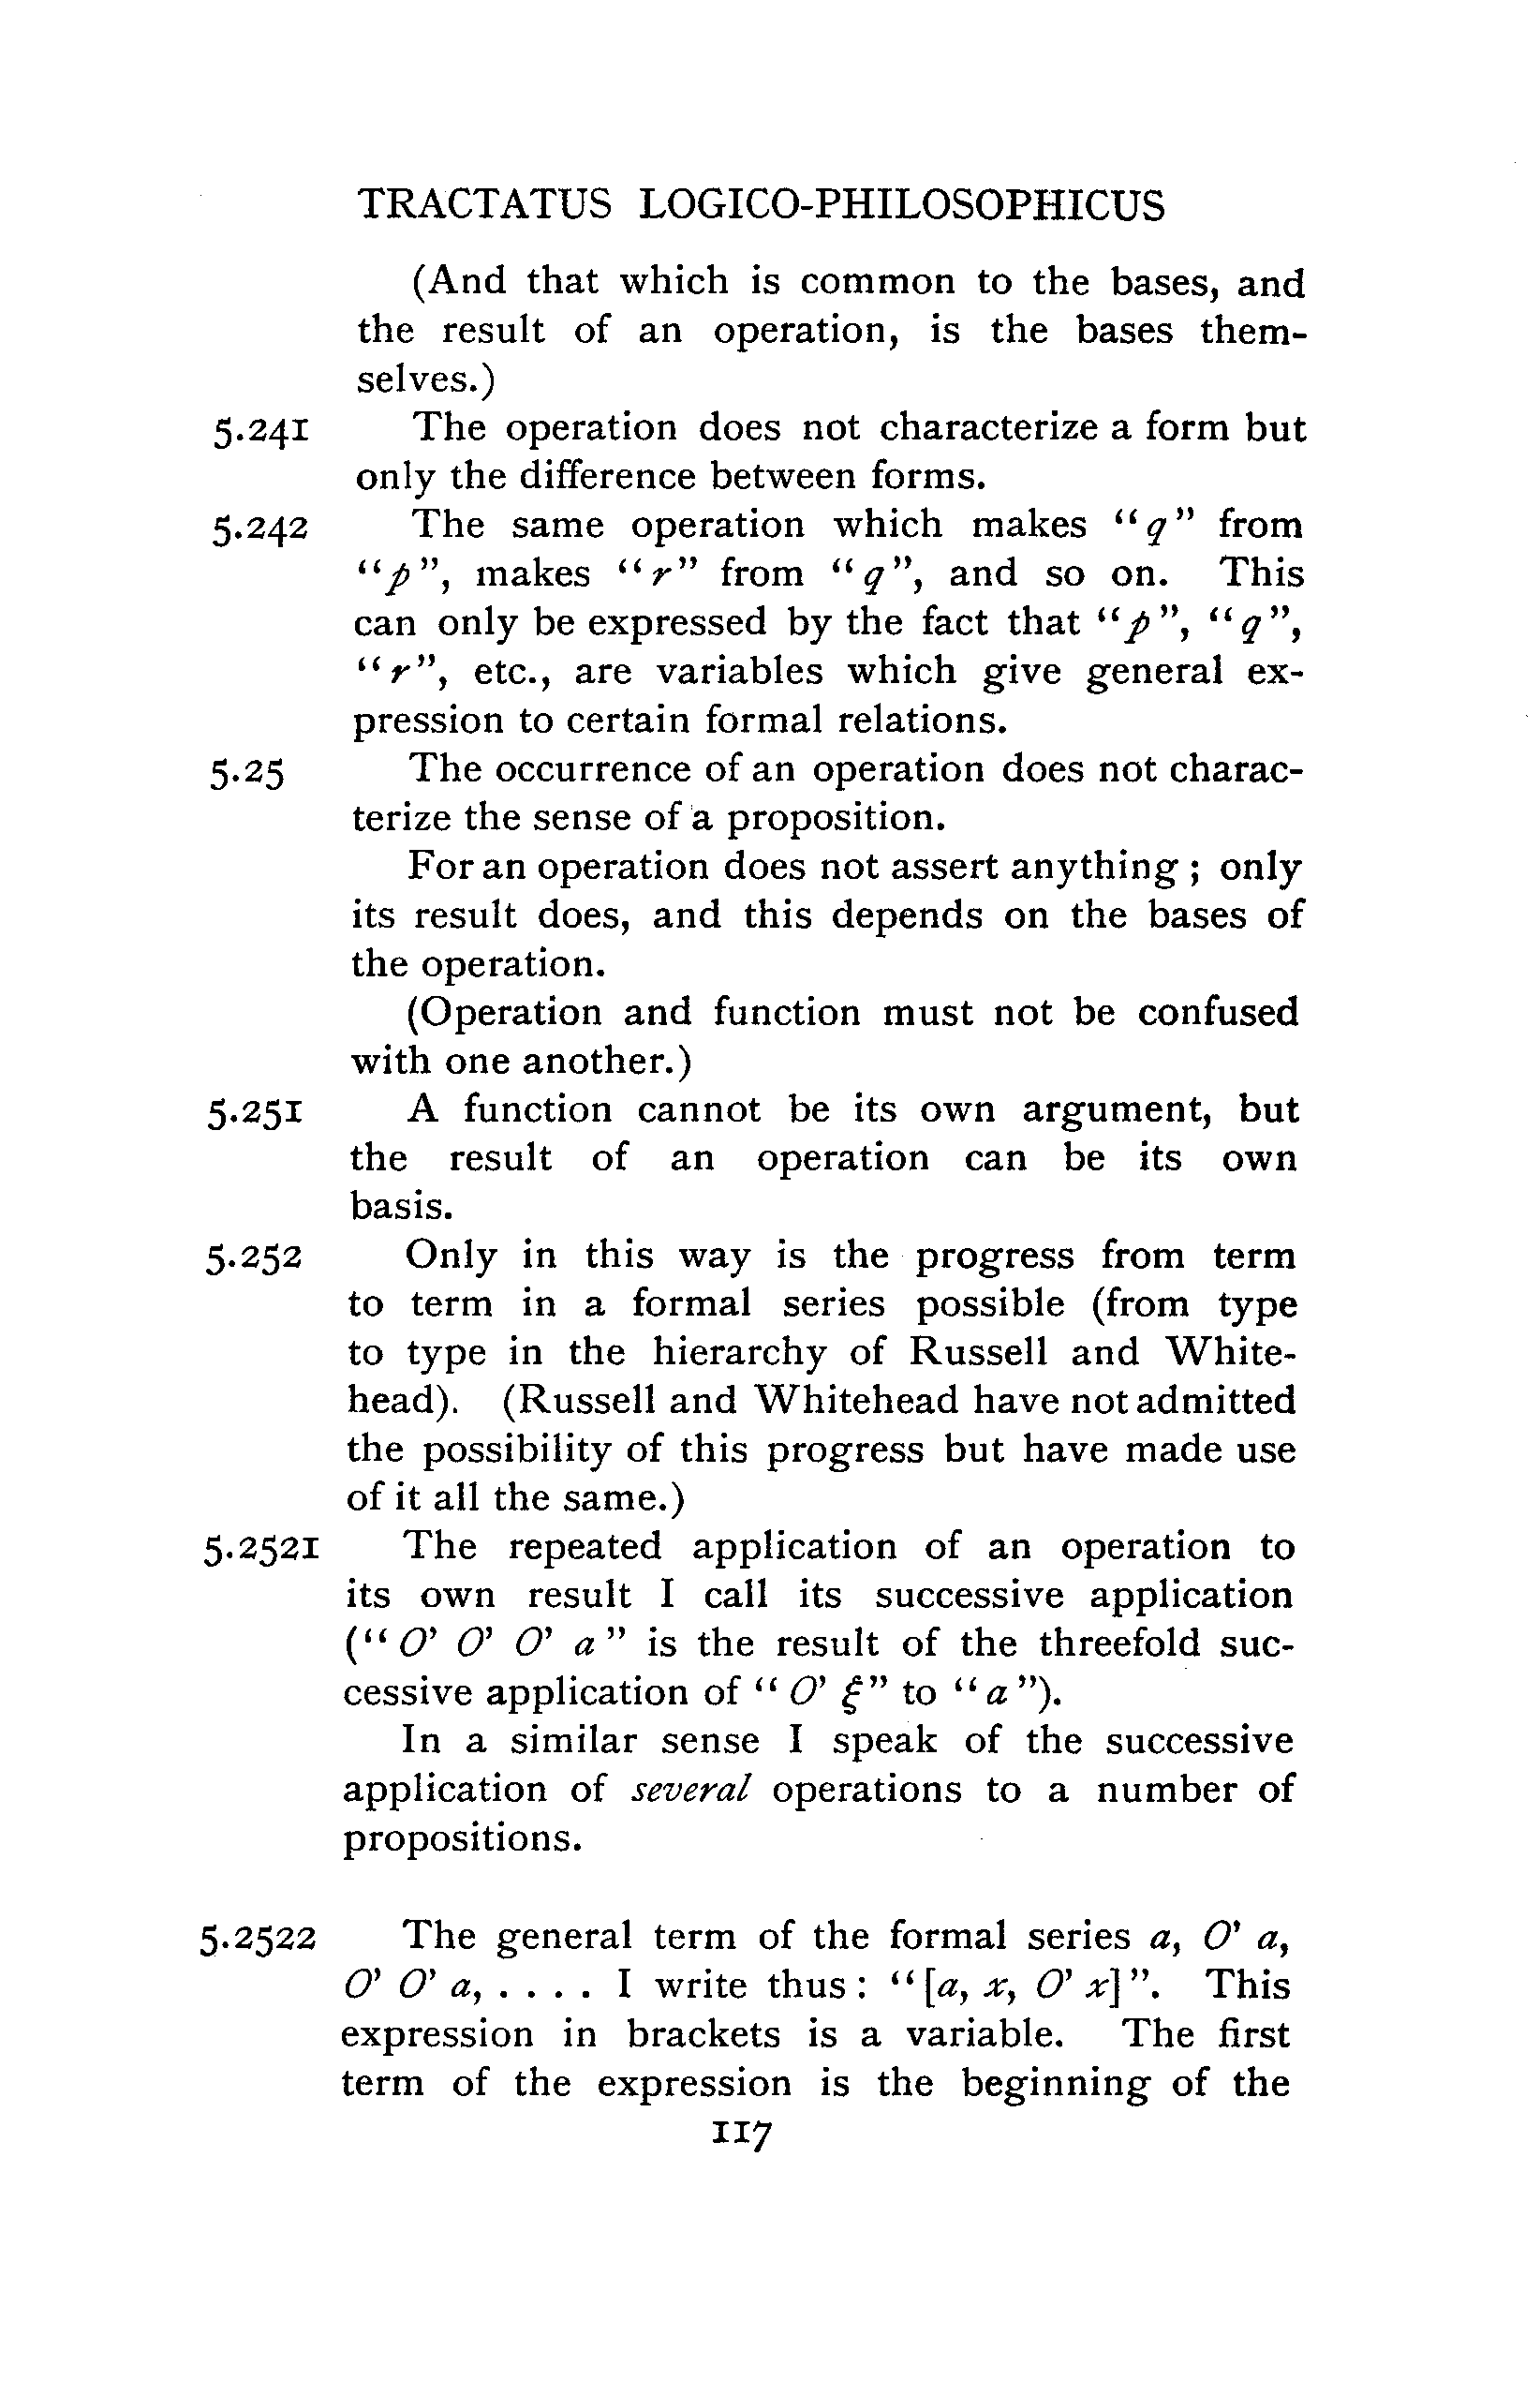 TRACTATUS LOGICO-PHILOSOPHICUS
(And that which is common to the bases, and
the result of an operation, is the bases them-
selves.)
5.241 The operation does not characterize a form but
only the difference between forms.
5.242 The same operation which makes “q” from
“p”, makes “r” from “q”, and so on. This
can only be expressed by the fact that “p”, “q”,
“r”, etc., are variables which give general ex-
pression to certain formal relations.
5.25 The occurrence of an operation does not charac-
terize the sense of a proposition.
For an operation does not assert anything ; only
its result does, and this depends on the bases of
the operation.
(Operation and function must not be confused
with one another.)
5.251 A function cannot be its own argument, but
the result of an operation can be its own
basis.
5.252 Only in this way is the progress from term
to term in a formal series possible (from type
to type in the hierarchy of Russell and White-
head). (Russell and Whitehead have not admitted
the possibility of this progress but have made use
of it all the same.)
5.2521 The repeated application of an operation to
its own result I call its successive application
(“O’ O’ O’ a” is the result of the threefold suc-
cessive application of “O’ ξ” to “a”).
In a similar sense I speak of the successive
application of several operations to a number of
propositions.
5.2522 The general term of the formal series a, O’ a,
O’ O’ a, . . . . I write thus : “[a, x, O’ x]”. This
expression in brackets is a variable. The first
term of the expression is the beginning of the
117